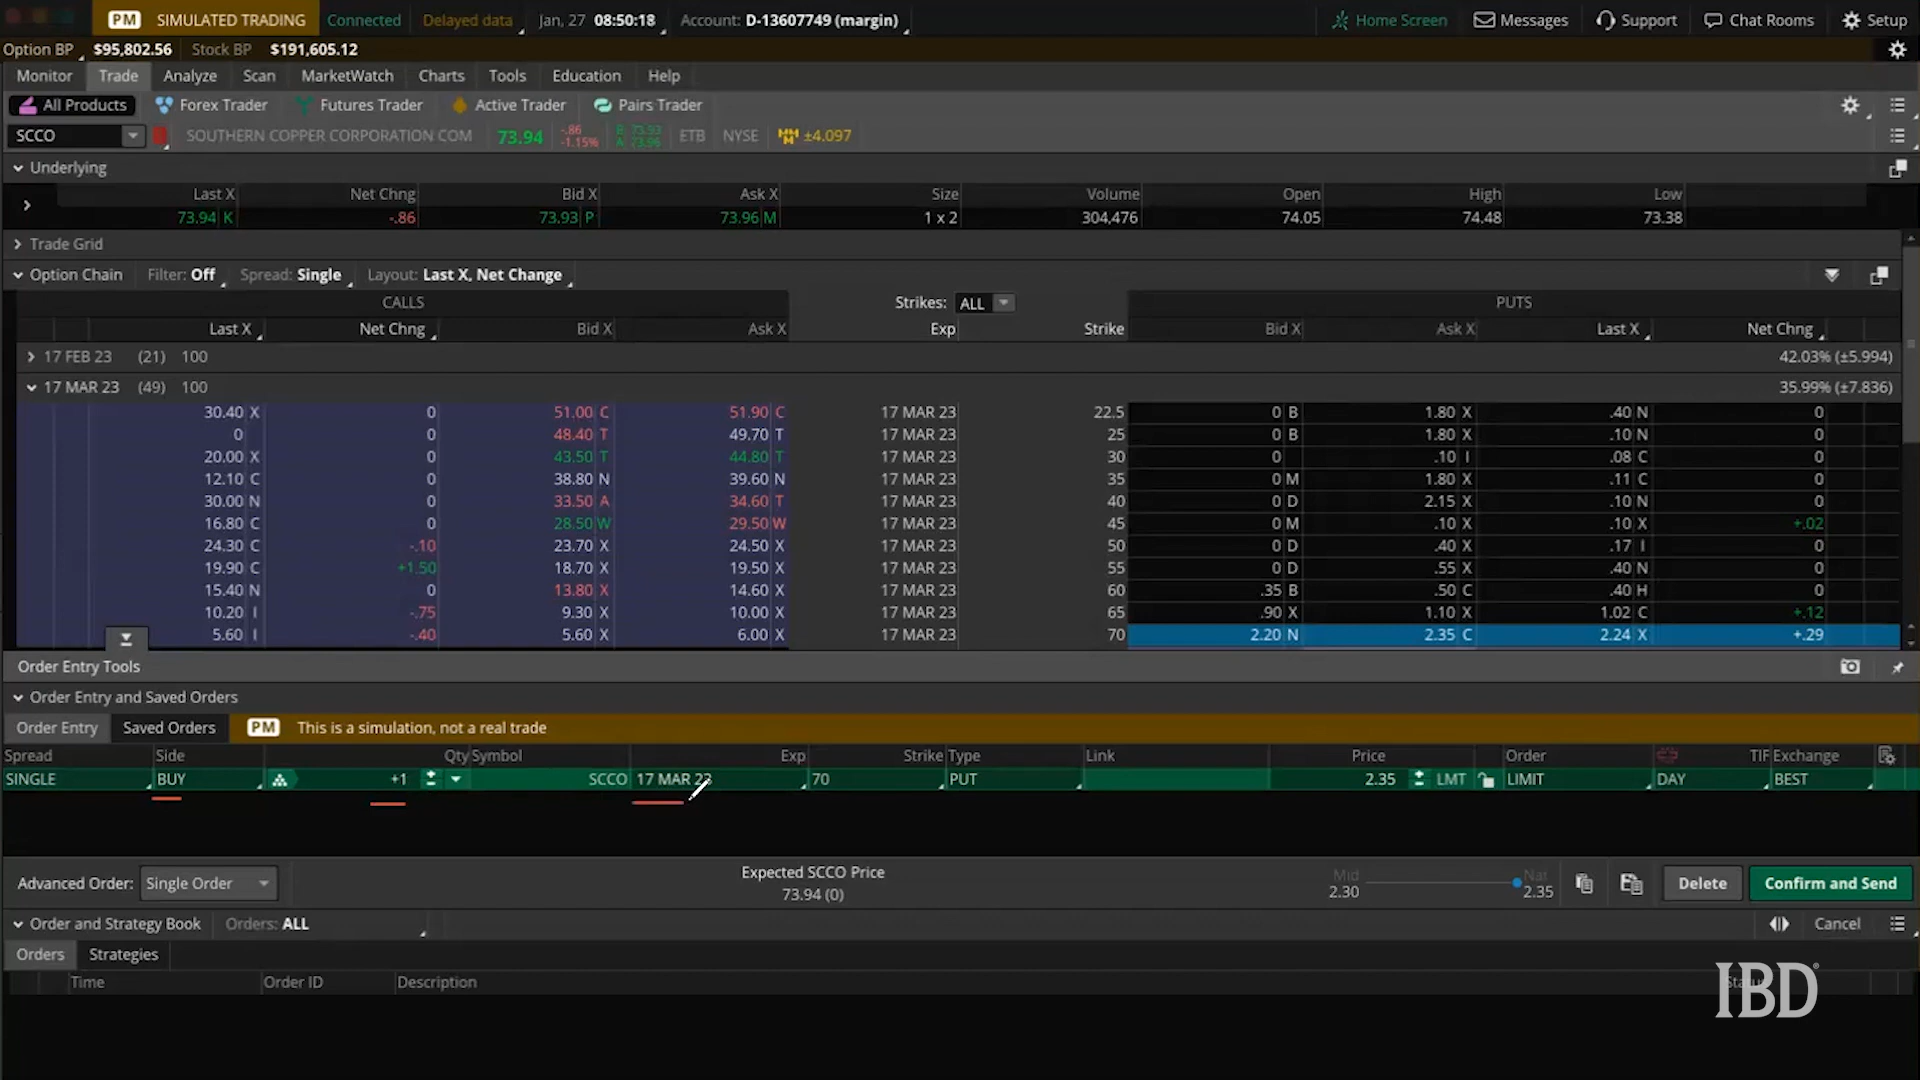 PM SIMULATED TRADING Connected Delayed data Jan, 27 08:50:18 Account: D-13607749 (margin) Home Screen Messages Support Chat Rooms Setup
Option BP $95,802.56 Stock BP $191,605.12
Monitor Trade Analyze Scan MarketWatch Charts Tools Education Help
All Products Forex Trader Futures Trader Active Trader Pairs Trader
SCCO SOUTHERN COPPER CORPORATION COM 73.94 -.86 -1.15% B: 73.93 A: 73.96 ETB NYSE ±4.097
Underlying
Last X Net Chng Bid X Ask X Size Volume Open High Low
73.94 K -.86 73.93 P 73.96 M 1 x 2 304,476 74.05 74.48 73.38
Trade Grid
Option Chain Filter: Off Spread: Single Layout: Last X, Net Change
CALLS Strikes: ALL PUTS
Last X Net Chng Bid X Ask X Exp Strike Bid X Ask X Last X Net Chng
17 FEB 23 (21) 100 42.03% (±5.994)
17 MAR 23 (49) 100 35.99% (±7.836)
30.40 X 0 51.00 C 51.90 C 17 MAR 23 22.5 0 B 1.80 X .40 N 0
0 0 48.40 T 49.70 T 17 MAR 23 25 0 B 1.80 X .10 N 0
20.00 X 0 43.50 T 44.80 T 17 MAR 23 30 0 .10 I .08 C 0
12.10 C 0 38.80 N 39.60 N 17 MAR 23 35 0 M 1.80 X .11 C 0
30.00 N 0 33.50 A 34.60 T 17 MAR 23 40 0 D 2.15 X .10 N 0
16.80 C 0 28.50 W 29.50 W 17 MAR 23 45 0 M .10 X .10 X +.02
24.30 C -.10 23.70 X 24.50 X 17 MAR 23 50 0 D .40 X .17 I 0
19.90 C +1.50 18.70 X 19.50 X 17 MAR 23 55 0 D .55 X .40 N 0
15.40 N 0 13.80 X 14.60 X 17 MAR 23 60 .35 B .50 C .40 H 0
10.20 I -.75 9.30 X 10.00 X 17 MAR 23 65 .90 X 1.10 X 1.02 C +.12
5.60 I -.40 5.60 X 6.00 X 17 MAR 23 70 2.20 N 2.35 C 2.24 X +.29
Order Entry Tools
Order Entry and Saved Orders
Order Entry Saved Orders PM This is a simulation, not a real trade
Spread Side Qty Symbol Exp Strike Type Link Price Order TIF Exchange
SINGLE BUY +1 SCCO 17 MAR 23 70 PUT 2.35 LMT LIMIT DAY BEST
Advanced Order: Single Order Expected SCCO Price 73.94 (0) Mid 2.30 Nat 2.35 Delete Confirm and Send
Order and Strategy Book Orders: ALL Cancel
Orders Strategies
Time Order ID Description Status
IBD